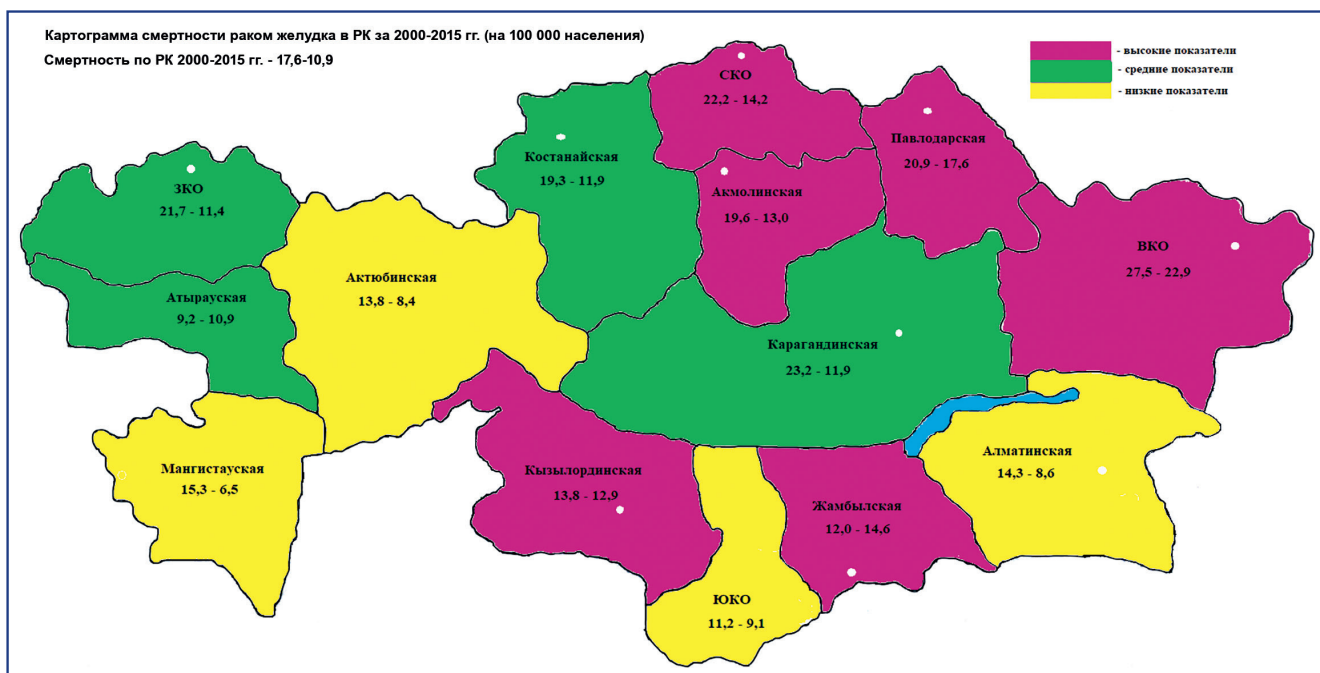 Картограмма смертности раком желудка в РК за 2000-2015 гг. (на 100 000 населения)
Смертность по РК 2000-2015 гг. - 17,6-10,9
- высокие показатели
- средние показатели
- низкие показатели
СКО
22,2 - 14,2
Павлодарская
20,9 - 17,6
Костанайская
19,3 - 11,9
Акмолинская
19,6 - 13,0
ЗКО
21,7 - 11,4
ВКО
27,5 - 22,9
Актюбинская
13,8 - 8,4
Атырауская
9,2 - 10,9
Карагандинская
23,2 - 11,9
Мангистауская
15,3 - 6,5
Кызылординская
13,8 - 12,9
Алматинская
14,3 - 8,6
Жамбылская
12,0 - 14,6
ЮКО
11,2 - 9,1